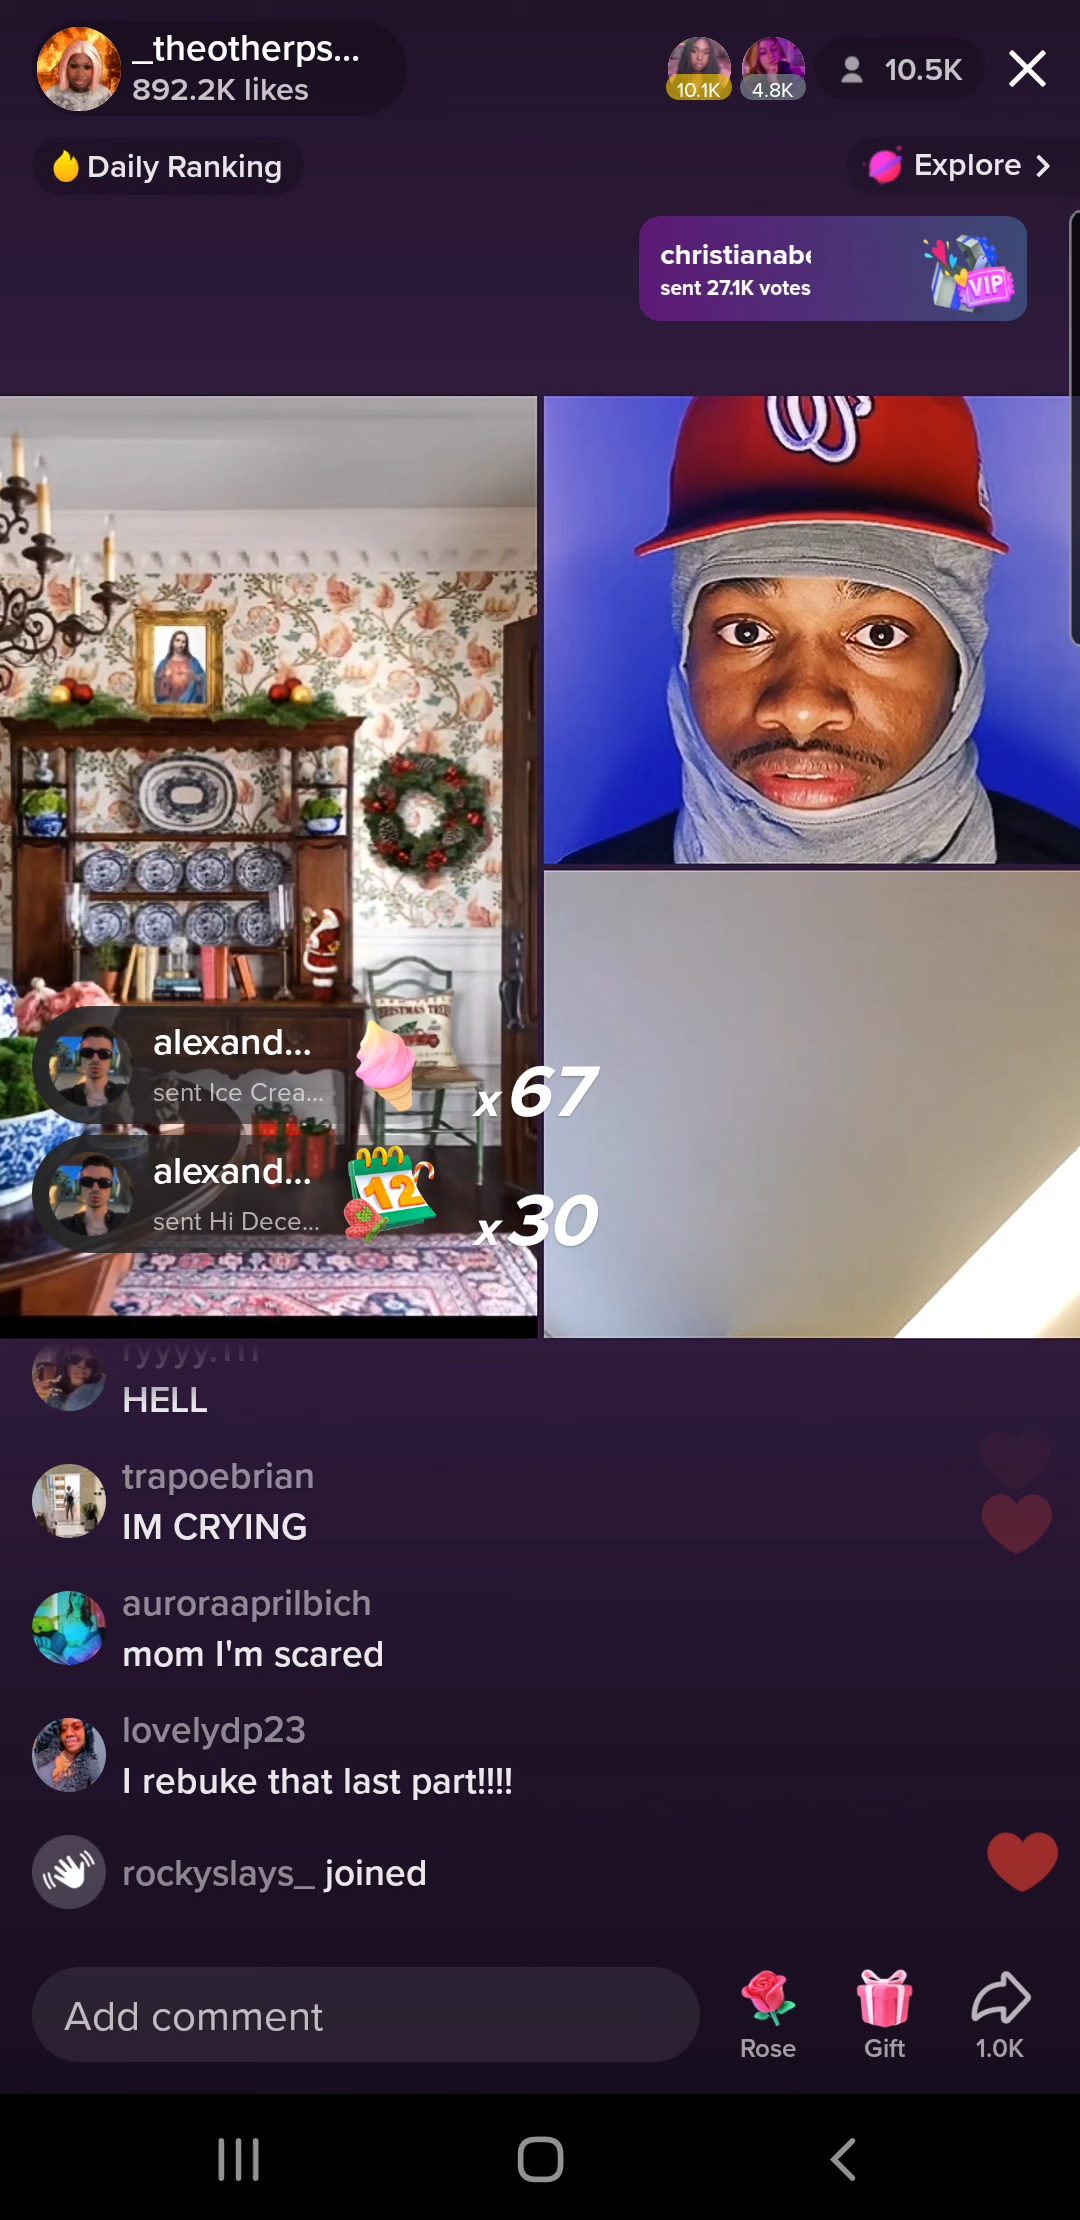 _theotherps...
892.2K likes
10.1K
4.8K
10.5K
Daily Ranking
Explore
christianabe
sent 27.1K votes
VIP
W
alexand...
sent Ice Crea...
x67
alexand...
sent Hi Dece...
12
x30
HELL
trapoebrian
IM CRYING
auroraaprilbich
mom I'm scared
lovelydp23
I rebuke that last part!!!!
rockyslays_ joined
Add comment
Rose
Gift
1.0K